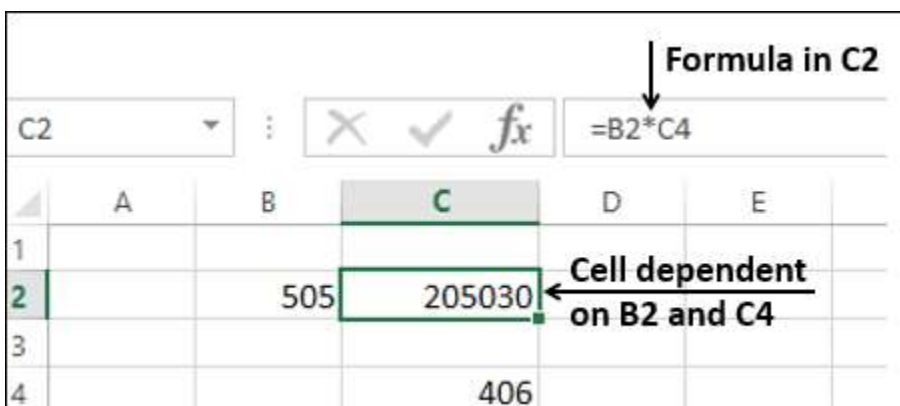 Formula in C2
C2 fx =B2*C4
A B C D E
1
2 505 205030 Cell dependent
on B2 and C4
3
4 406